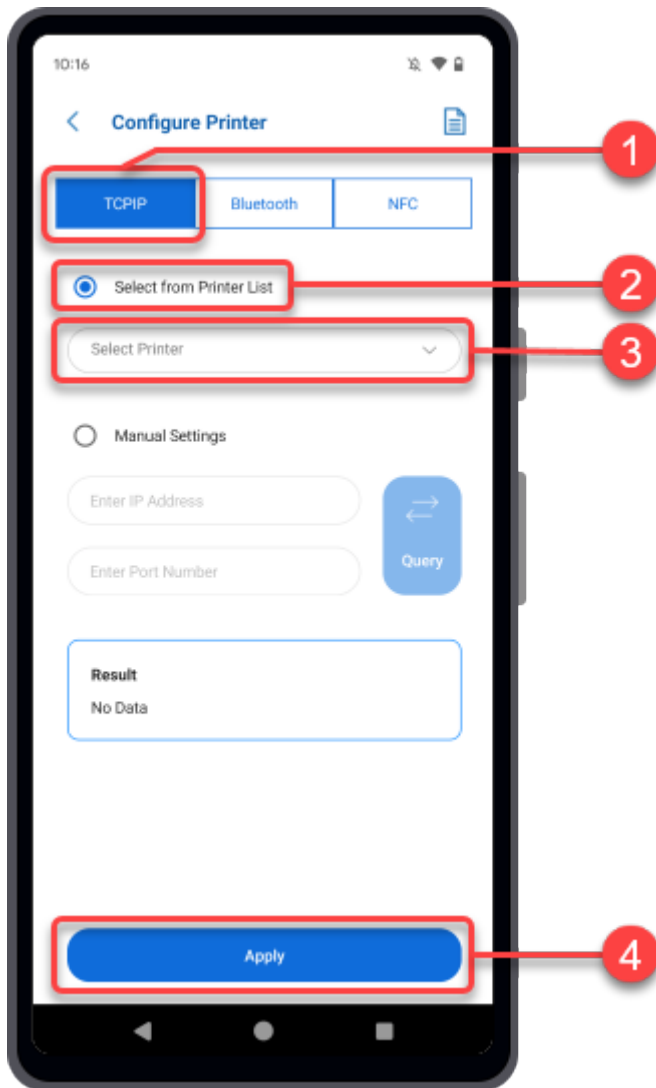 10:16
Configure Printer
1
TCPIP
Bluetooth
NFC
Select from Printer List
2
Select Printer
3
Manual Settings
Enter IP Address
Enter Port Number
Query
Result
No Data
Apply
4